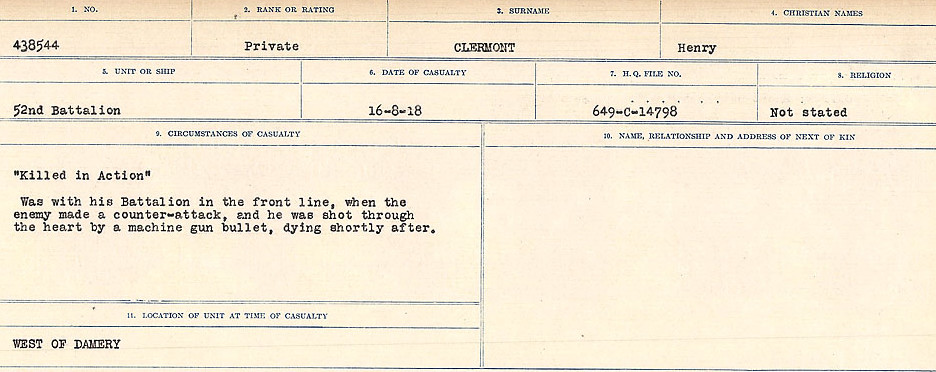 1. NO.
2. RANK OR RATING
3. SURNAME
4. CHRISTIAN NAMES
438544
Private
CLERMONT
Henry
5. UNIT OR SHIP
6. DATE OF CASUALTY
7. H.Q. FILE NO.
8. RELIGION
52nd Battalion
16-8-18
649-C-14798
Not stated
9. CIRCUMSTANCES OF CASUALTY
10. NAME, RELATIONSHIP AND ADDRESS OF NEXT OF KIN
"Killed in Action"
Was with his Battalion in the front line, when the
enemy made a counter-attack, and he was shot through
the heart by a machine gun bullet, dying shortly after.
11. LOCATION OF UNIT AT TIME OF CASUALTY
WEST OF DAMERY